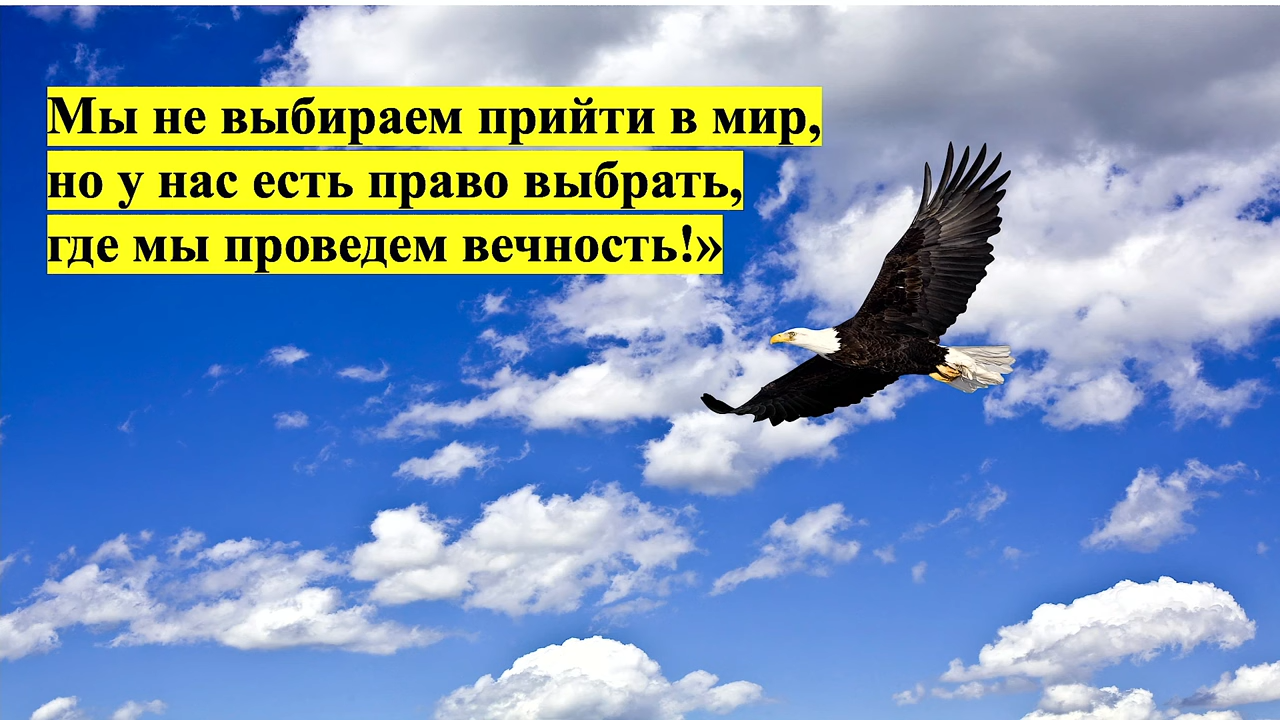 Мы не выбираем прийти в мир,
но у нас есть право выбрать,
где мы проведем вечность!»